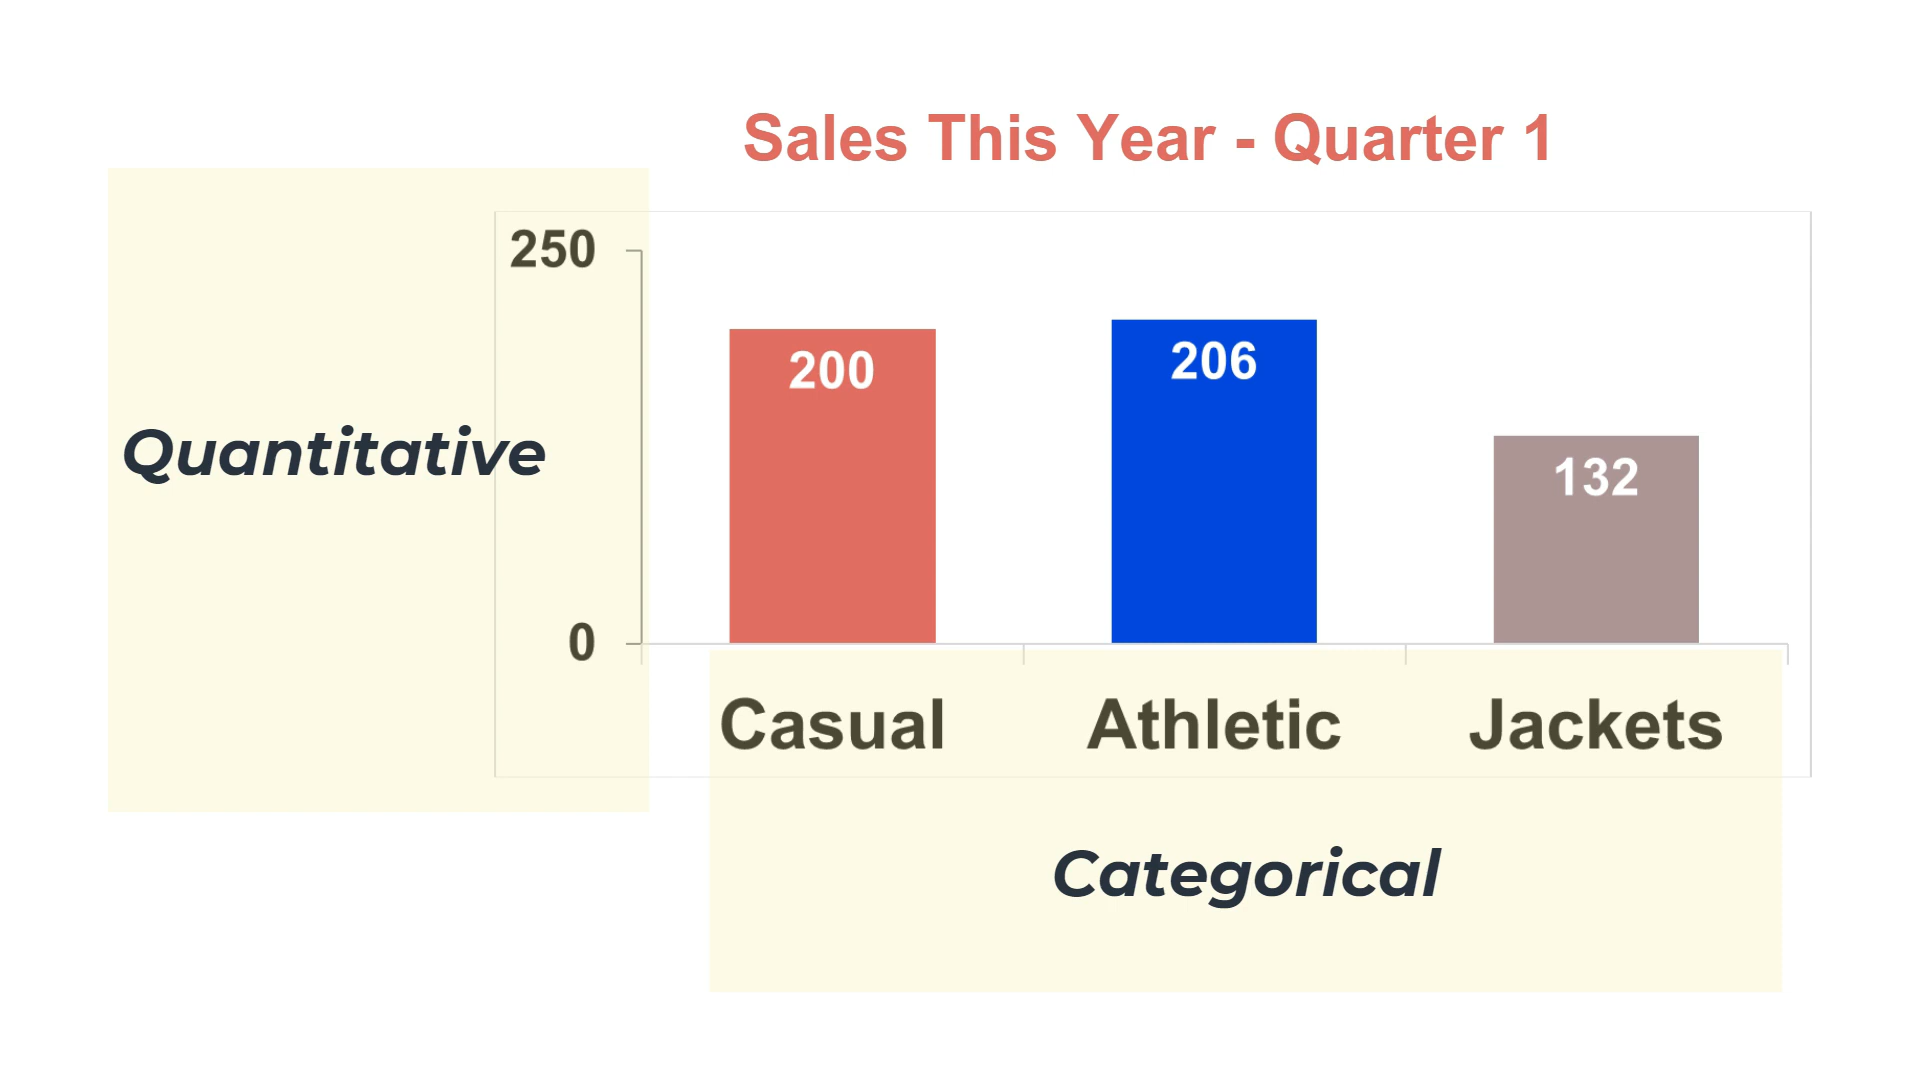 Sales This Year - Quarter 1
250
200
206
132
Quantitative
0
Casual Athletic Jackets
Categorical